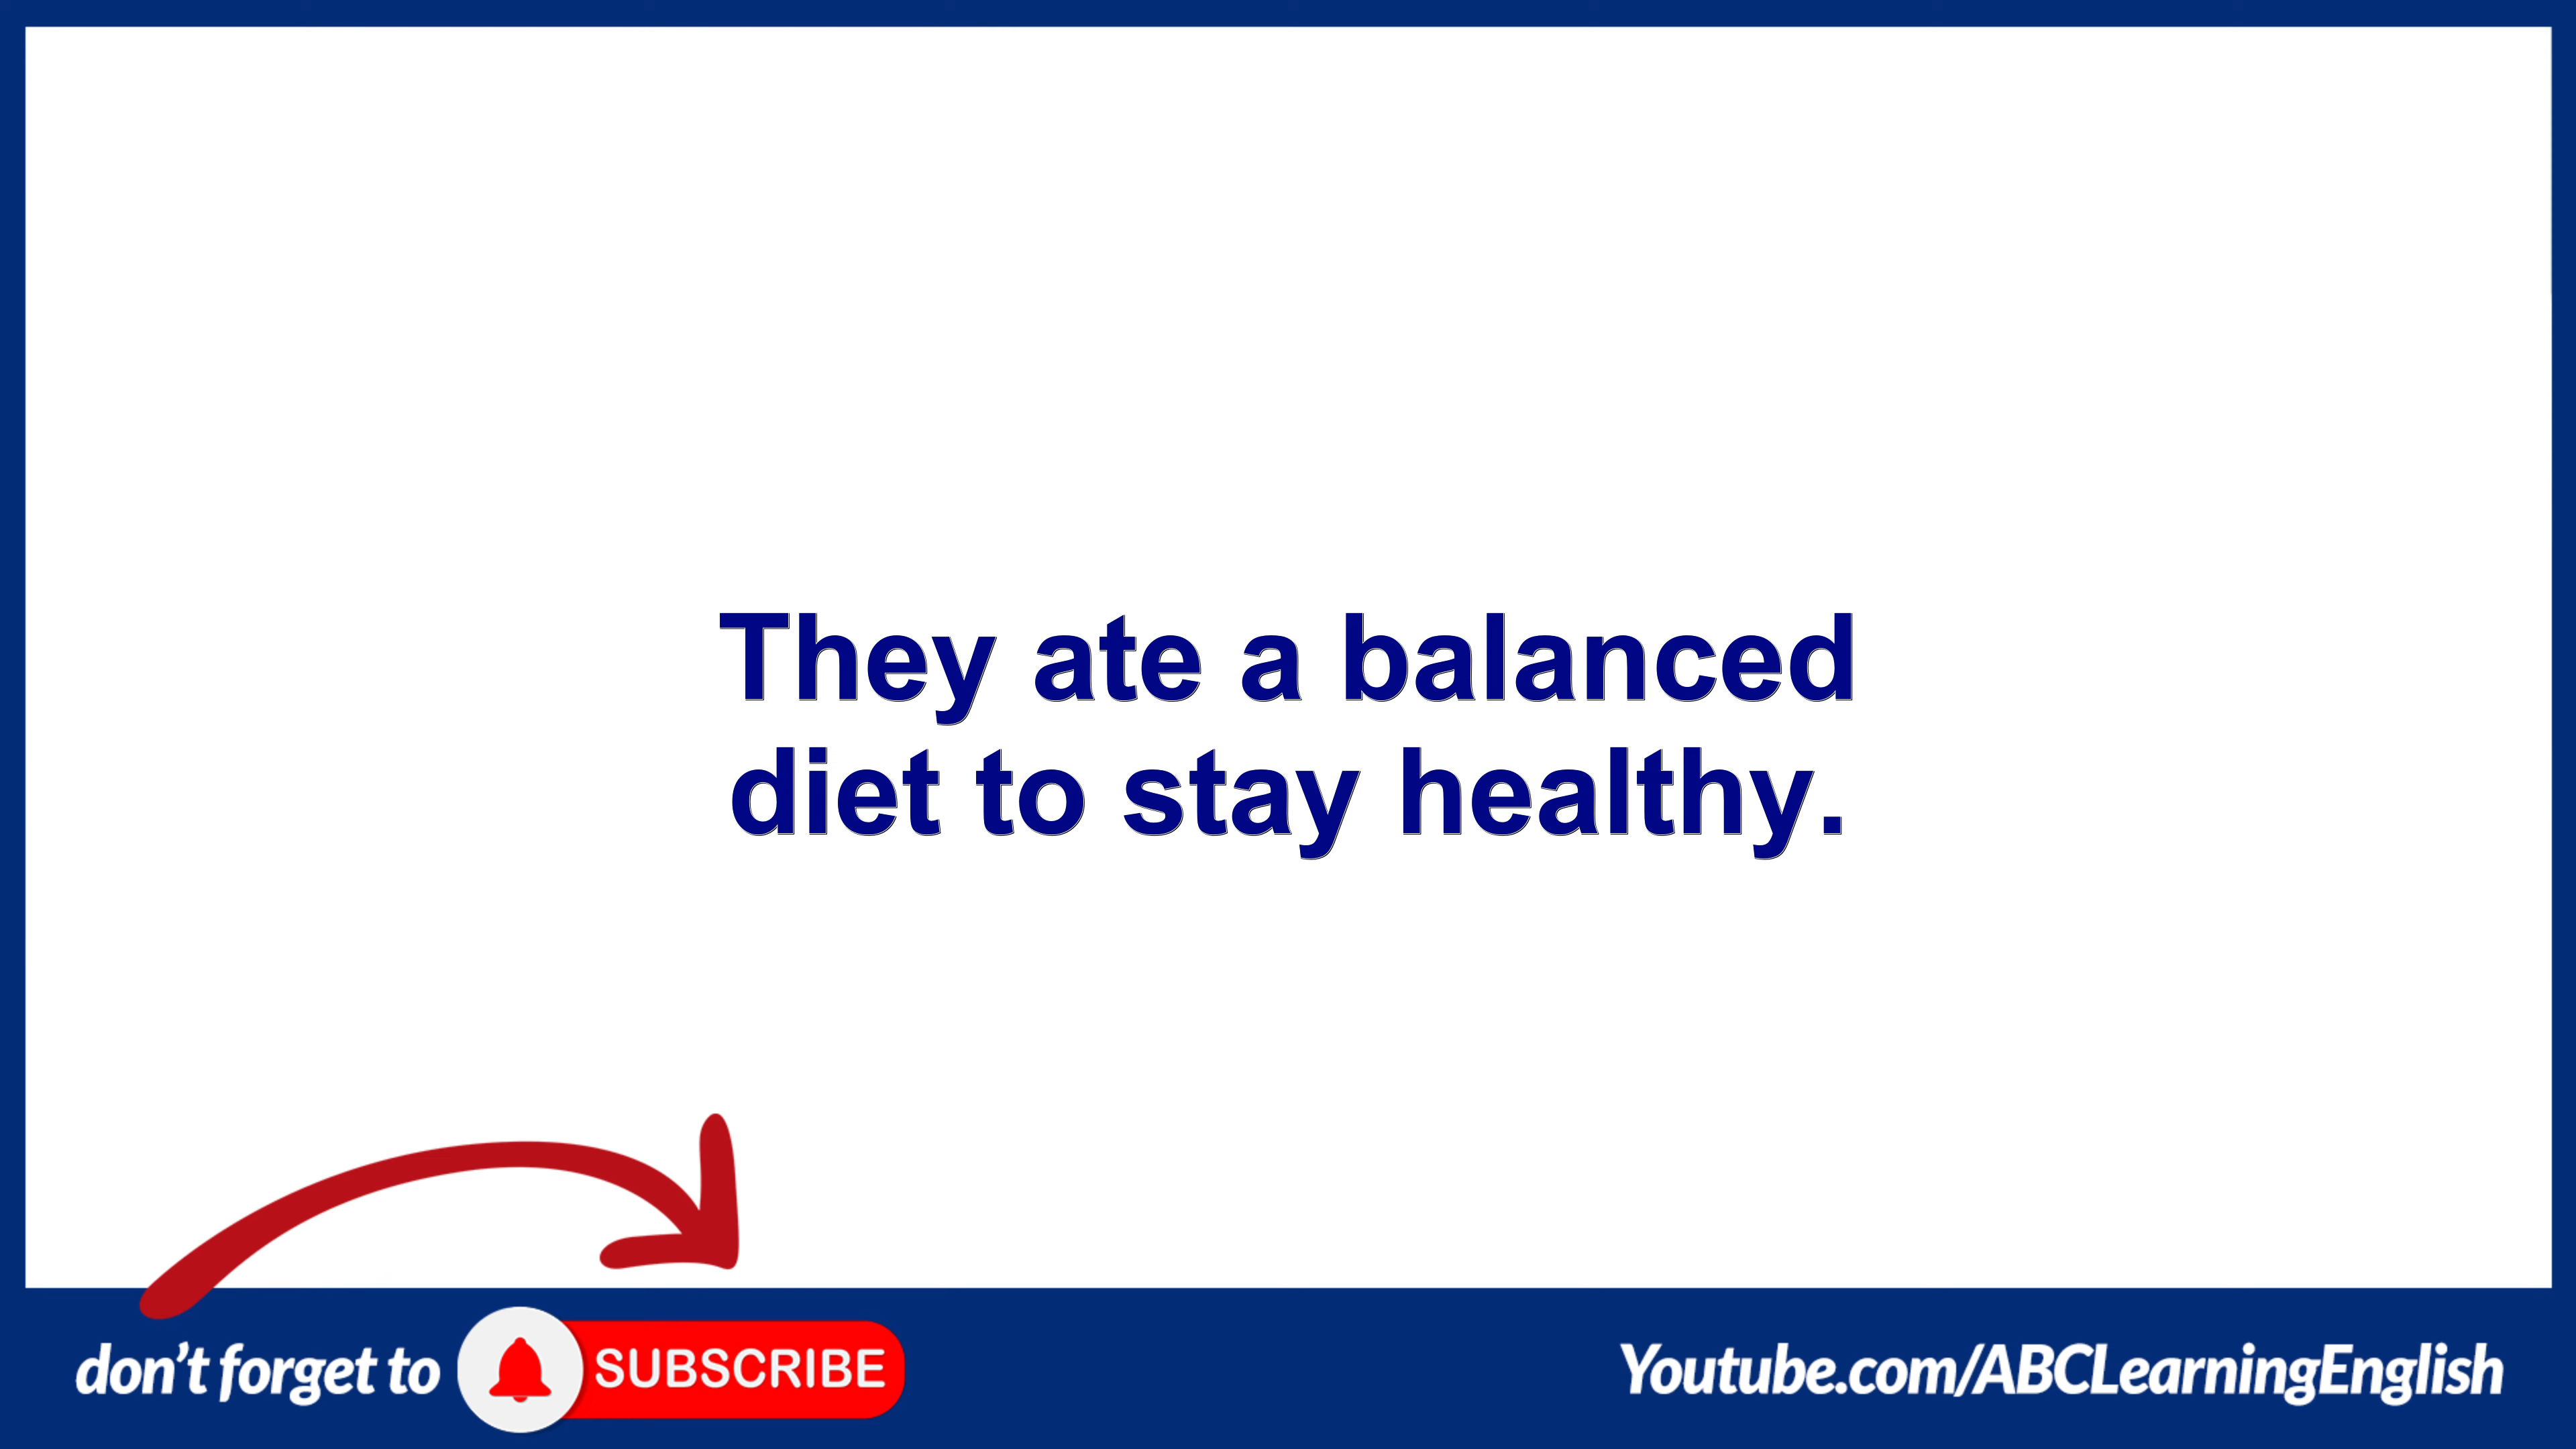 They ate a balanced
diet to stay healthy.
don't forget to SUBSCRIBE
Youtube.com/ABCLearningEnglish